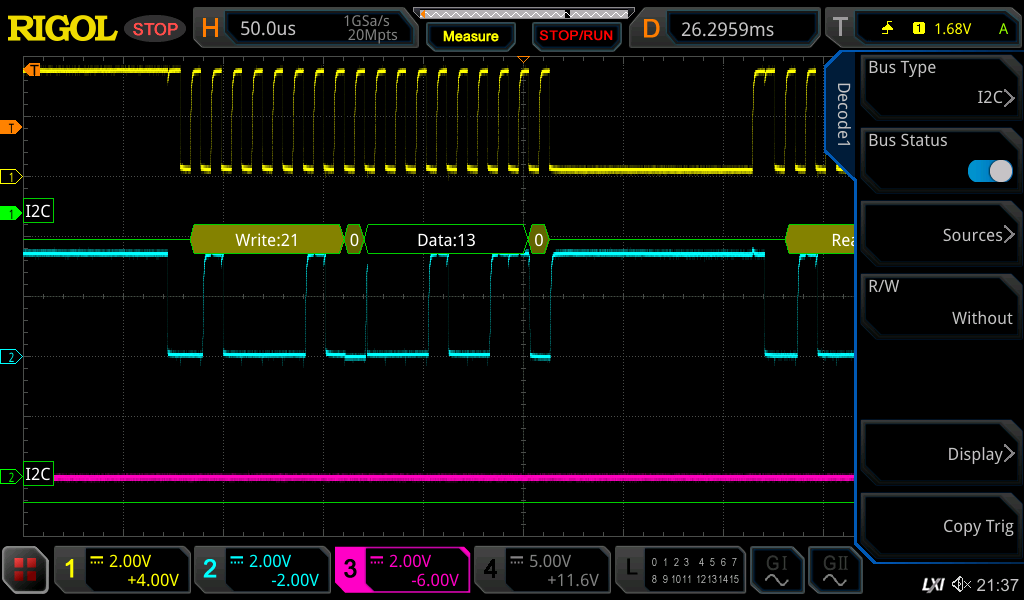 RIGOL STOP H 50.0us 1GSa/s 20Mpts Measure STOP/RUN D 26.2959ms T 1 1.68V A
T
Decode1
Bus Type
I2C
Bus Status
Sources
R/W
Without
Display
Copy Trig
T
1
1 I2C
Write:21 0 Data:13 0 Rea
2
2 I2C
1 2.00V +4.00V
2 2.00V -2.00V
3 2.00V -6.00V
4 5.00V +11.6V
L 0 1 2 3 4 5 6 7
8 9 10 11 12 13 14 15
GI GII
LXI 21:37